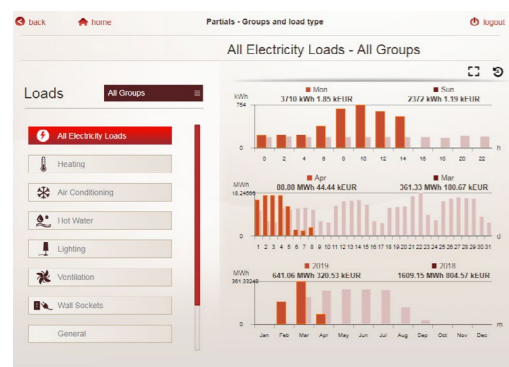 back
home
Partials - Groups and load type
logout
All Electricity Loads - All Groups
Loads
All Groups
All Electricity Loads
Heating
Air Conditioning
Hot Water
Lighting
Ventilation
Wall Sockets
General
kWh
Mon
Sun
3710 kWh 1.85 kEUR
2372 kWh 1.19 kEUR
764
0
0 2 4 6 8 10 12 14 16 18 20 22
h
MWh
Apr
Mar
88.88 MWh 44.44 kEUR
361.33 MWh 180.67 kEUR
18.24565
0
1 2 3 4 5 6 7 8 9 10 11 12 13 14 15 16 17 18 19 20 21 22 23 24 25 26 27 28 29 30 31
d
MWh
2019
2018
641.06 MWh 320.53 kEUR
1609.15 MWh 804.57 kEUR
361.33248
0
Jan Feb Mar Apr May Jun Jul Aug Sep Oct Nov Dec
m